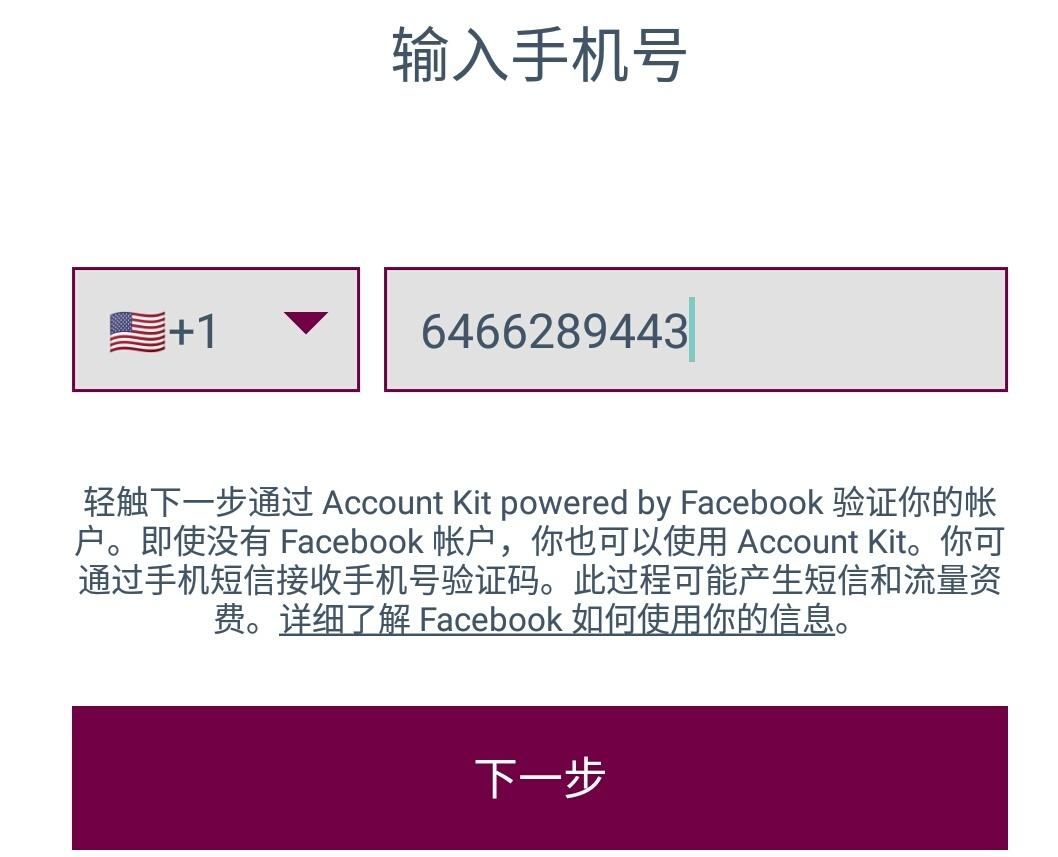 输入手机号
🇺🇸+1
6466289443
轻触下一步通过 Account Kit powered by Facebook 验证你的帐
户。即使没有 Facebook 帐户，你也可以使用 Account Kit。你可
通过手机短信接收手机号验证码。此过程可能产生短信和流量资
费。详细了解 Facebook 如何使用你的信息。
下一步